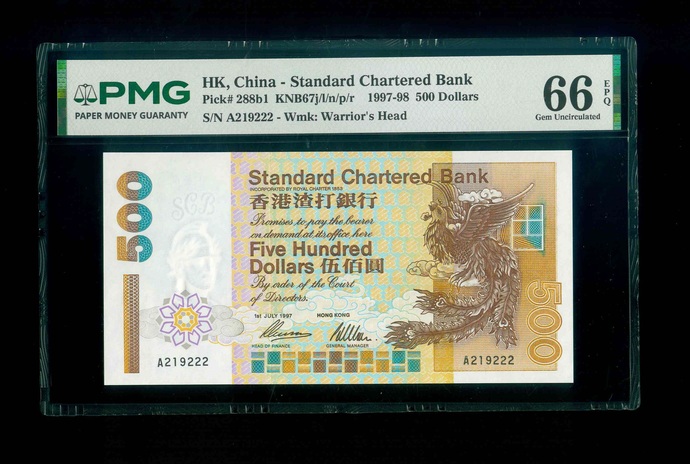 PMG
PAPER MONEY GUARANTY
HK, China - Standard Chartered Bank
Pick# 288b1 KNB67j/l/n/p/r 1997-98 500 Dollars
S/N A219222 - Wmk: Warrior's Head
66
EPQ
Gem Uncirculated
500
SCB
Standard Chartered Bank
INCORPORATED BY ROYAL CHARTER 1853
香港渣打銀行
Promises to pay the bearer
on demand at its office here
Five Hundred
Dollars 伍佰圓
By order of the Court
of Directors.
1st JULY 1997 HONG KONG
HEAD OF FINANCE GENERAL MANAGER
A219222
A219222
500